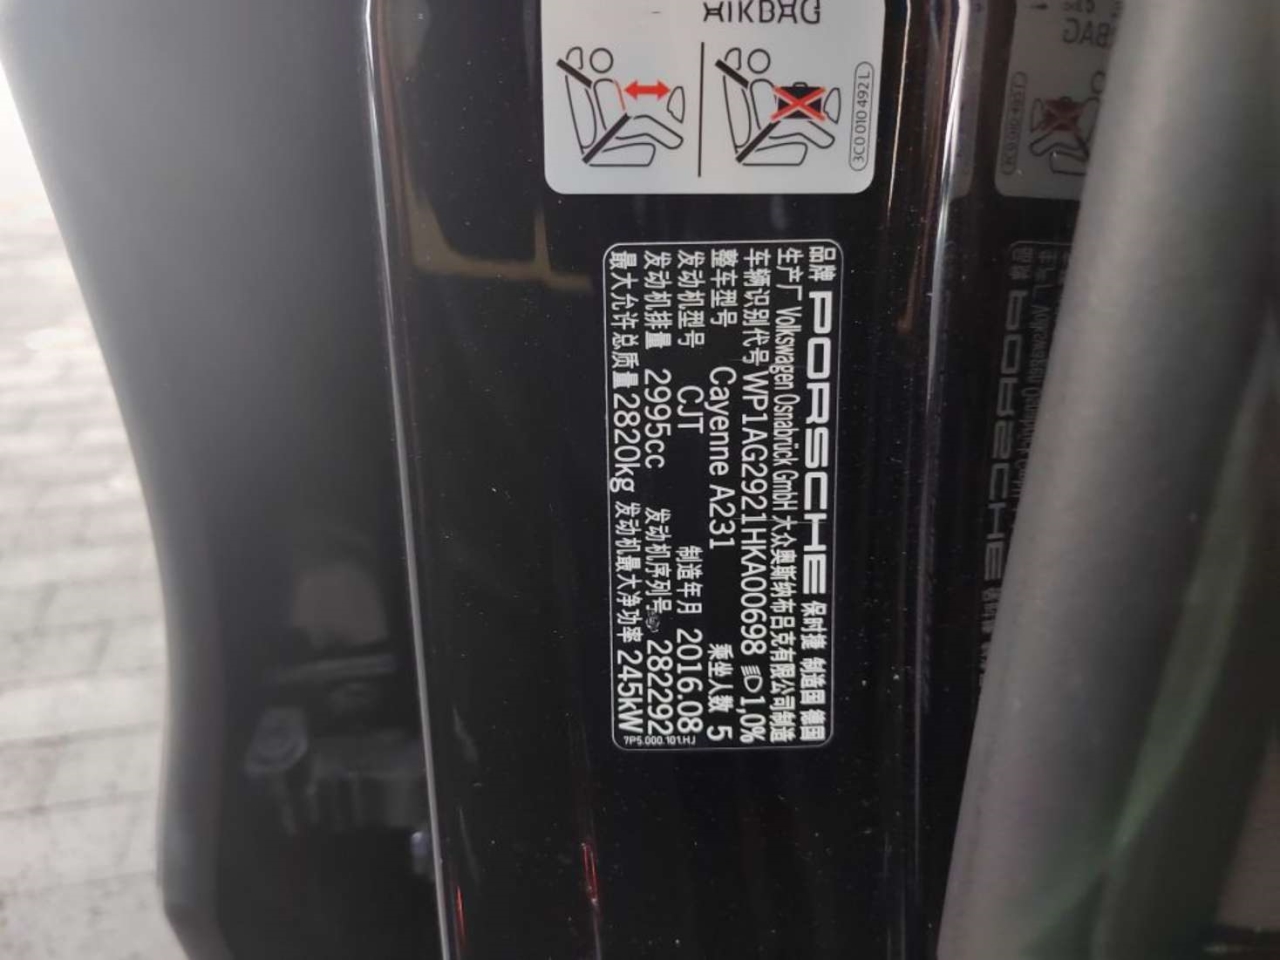 AIRBAG
3C0 010 492 L
品牌 PORSCHE 保时捷 制造国 德国
生产厂 Volkswagen Osnabrück GmbH 大众奥斯纳布吕克有限公司制造
车辆识别代号 WP1AG2921HKA00698 1,0%
整车型号 Cayenne A231 乘坐人数 5
发动机型号 CJT 制造年月 2016.08
发动机排量 2995cc 发动机序列号 282292
最大允许总质量 2820kg 发动机最大净功率 245kW
7P5.000.101.HJ